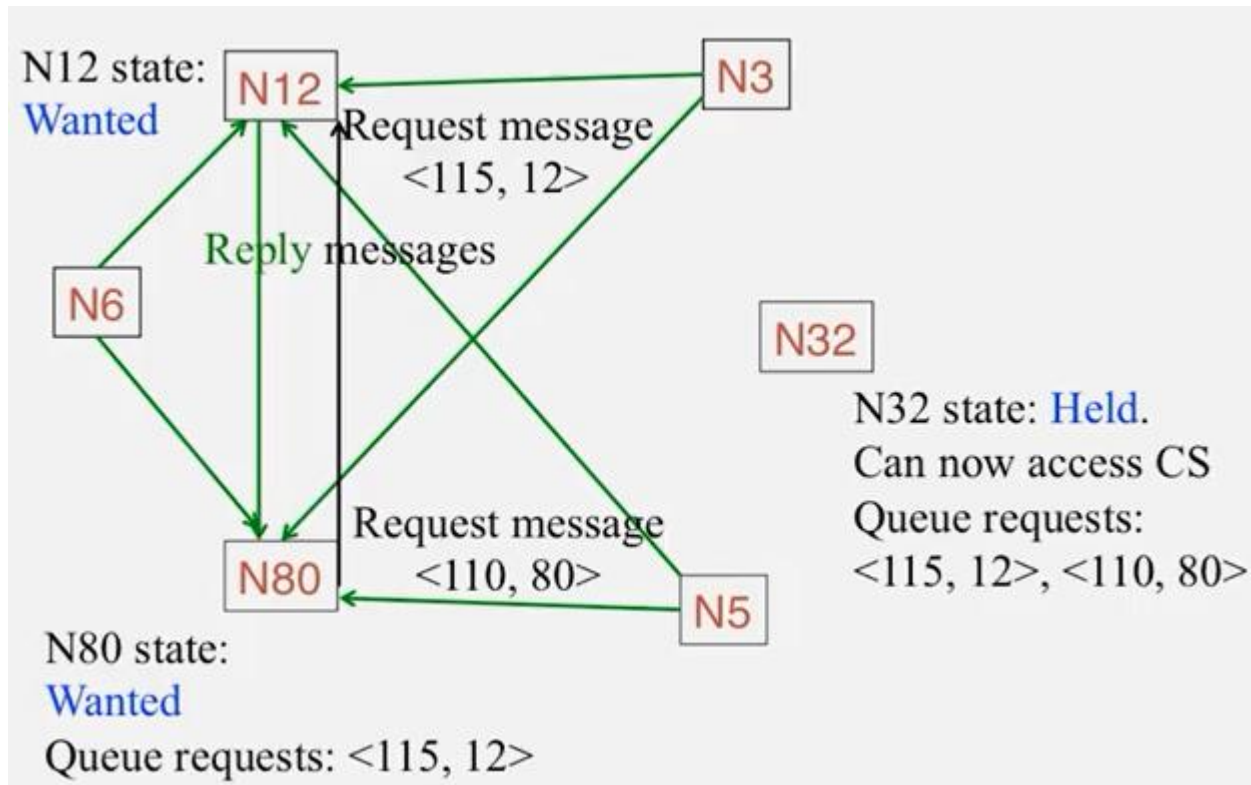 N12 state:
Wanted
N12
N3
Request message
<115, 12>
Reply messages
N6
N32
N32 state: Held.
Can now access CS
Queue requests:
<115, 12>, <110, 80>
Request message
<110, 80>
N80
N5
N80 state:
Wanted
Queue requests: <115, 12>